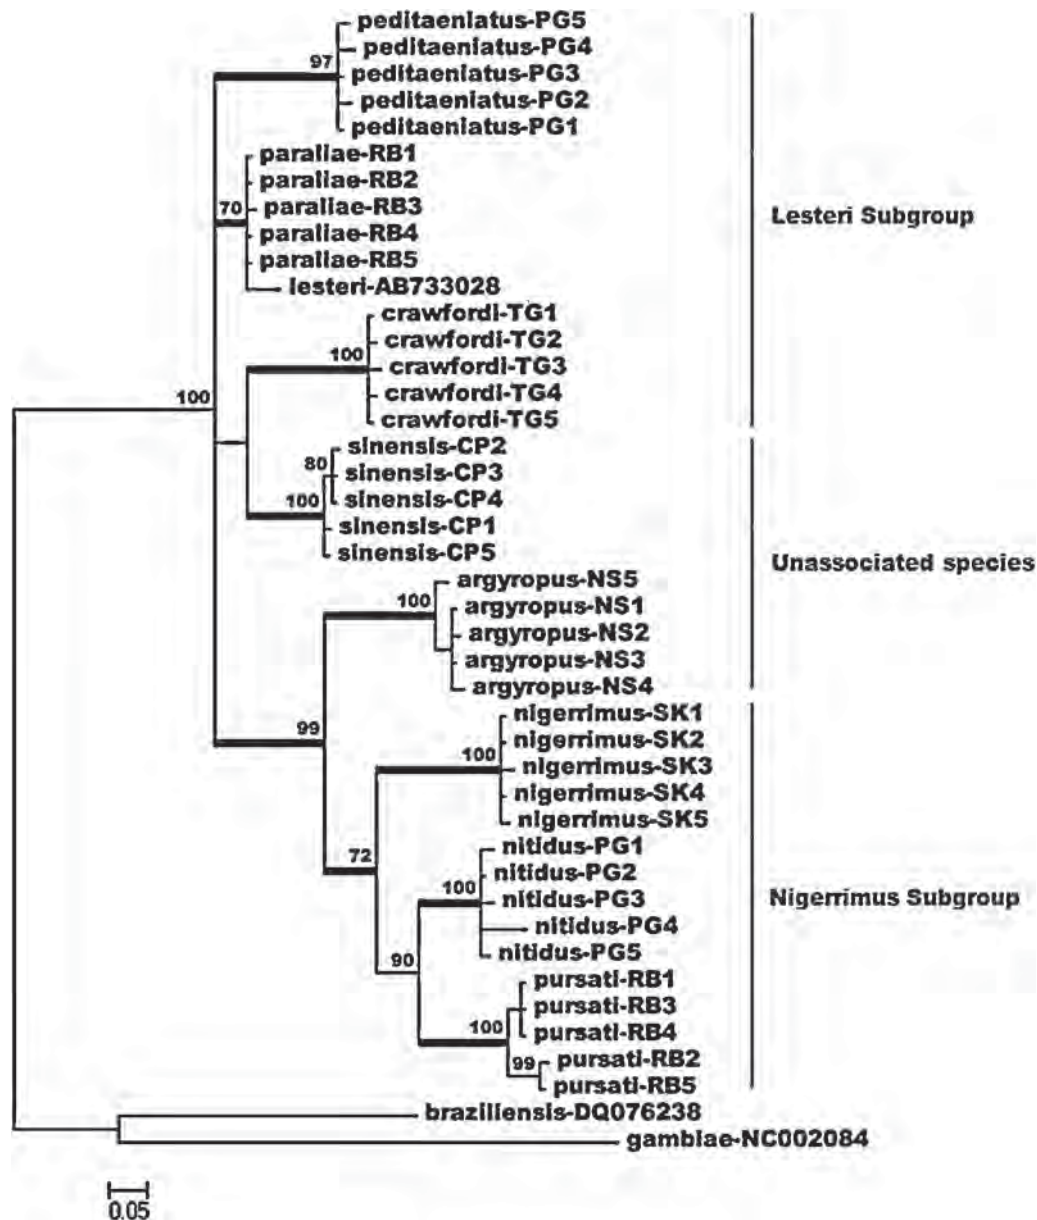 peditaeniatus-PG5
peditaeniatus-PG4
97
peditaeniatus-PG3
peditaeniatus-PG2
peditaeniatus-PG1
paraliae-RB1
paraliae-RB2
70
paraliae-RB3
Lesteri Subgroup
paraliae-RB4
paraliae-RB5
lesteri-AB733028
crawfordi-TG1
crawfordi-TG2
100
crawfordi-TG3
crawfordi-TG4
100
crawfordi-TG5
sinensis-CP2
80
sinensis-CP3
100
sinensis-CP4
sinensis-CP1
sinensis-CP5
Unassociated species
argyropus-NS5
100
argyropus-NS1
argyropus-NS2
argyropus-NS3
argyropus-NS4
nigerrimus-SK1
99
nigerrimus-SK2
100
nigerrimus-SK3
nigerrimus-SK4
nigerrimus-SK5
nitidus-PG1
72
nitidus-PG2
100
nitidus-PG3
Nigerrimus Subgroup
nitidus-PG4
90
nitidus-PG5
pursati-RB1
pursati-RB3
100
pursati-RB4
99
pursati-RB2
pursati-RB5
braziliensis-DQ076238
gambiae-NC002084
0.05